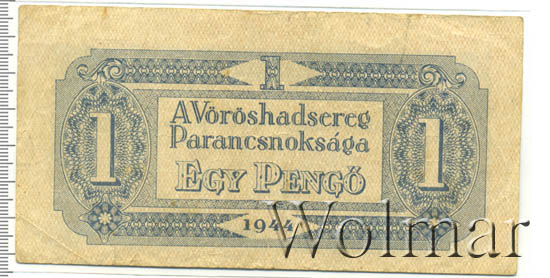 1
A Vöröshadsereg
Parancsnoksága
1 1
EGY PENGŐ
1944
Wolmar